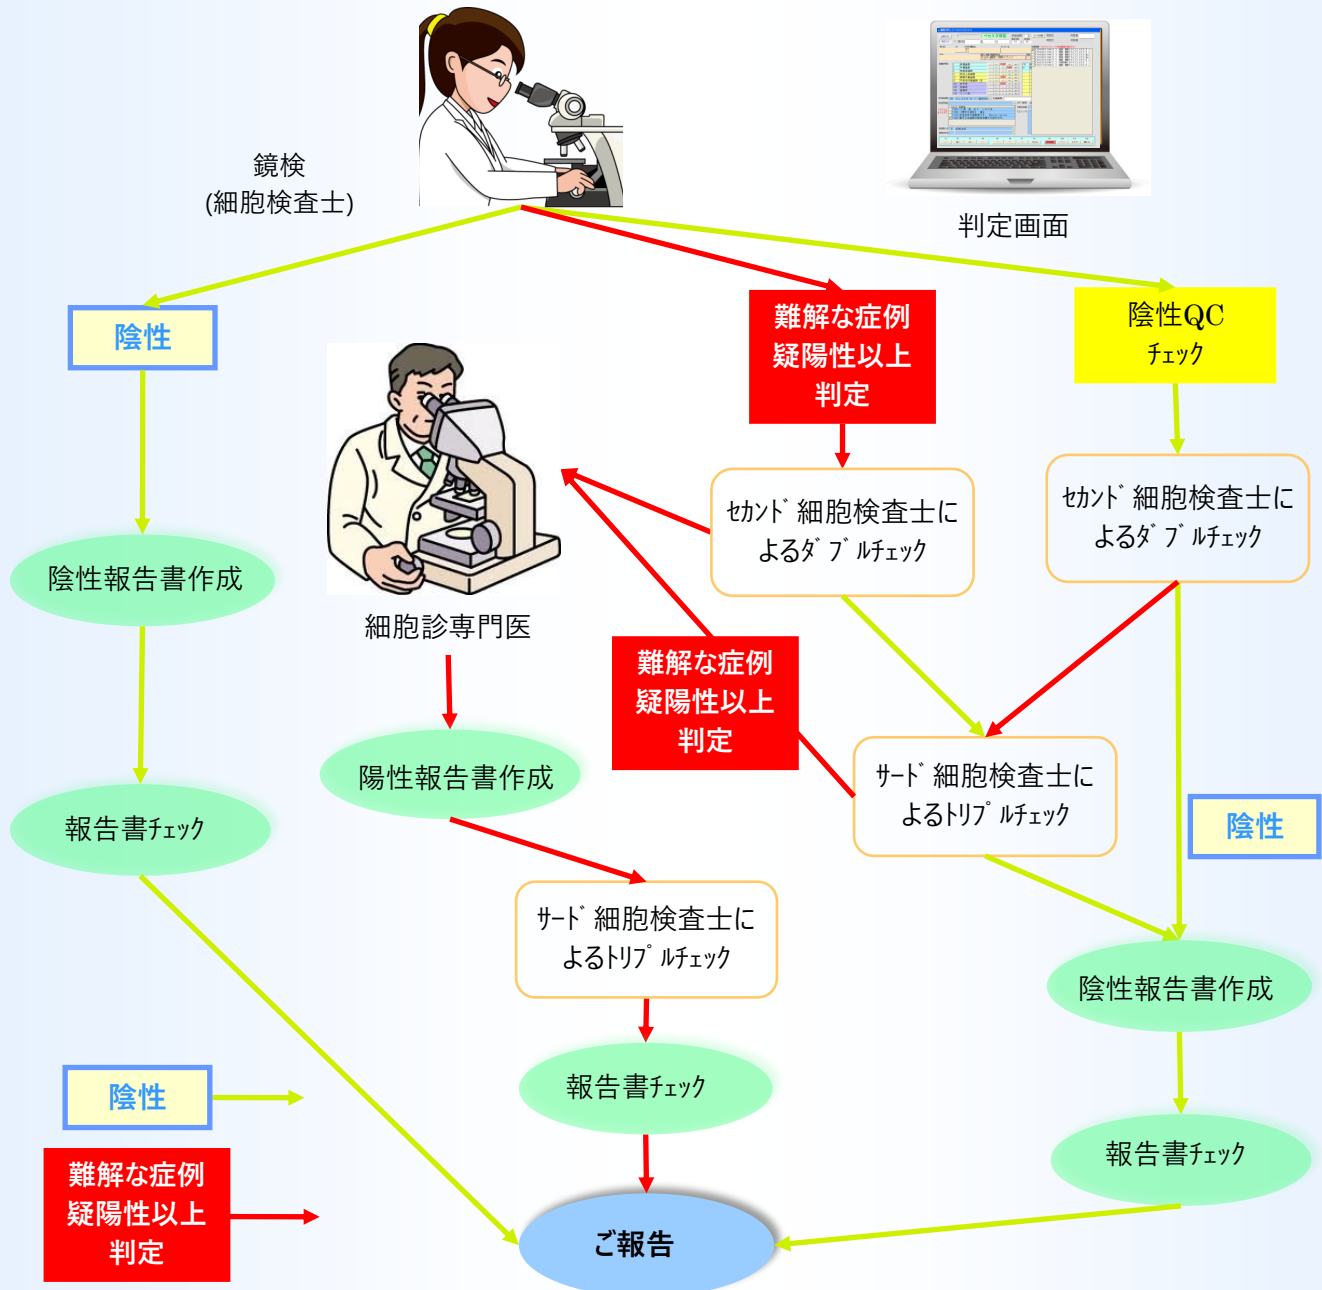 鏡検
(細胞検査士)
判定画面
陰性
難解な症例
疑陽性以上
判定
陰性QC
チェック
セカンド細胞検査士に
よるダブルチェック
セカンド細胞検査士に
よるダブルチェック
陰性報告書作成
細胞診専門医
難解な症例
疑陽性以上
判定
陽性報告書作成
サード細胞検査士に
よるトリプルチェック
報告書チェック
陰性
サード細胞検査士に
よるトリプルチェック
陰性報告書作成
陰性
報告書チェック
報告書チェック
難解な症例
疑陽性以上
判定
ご報告